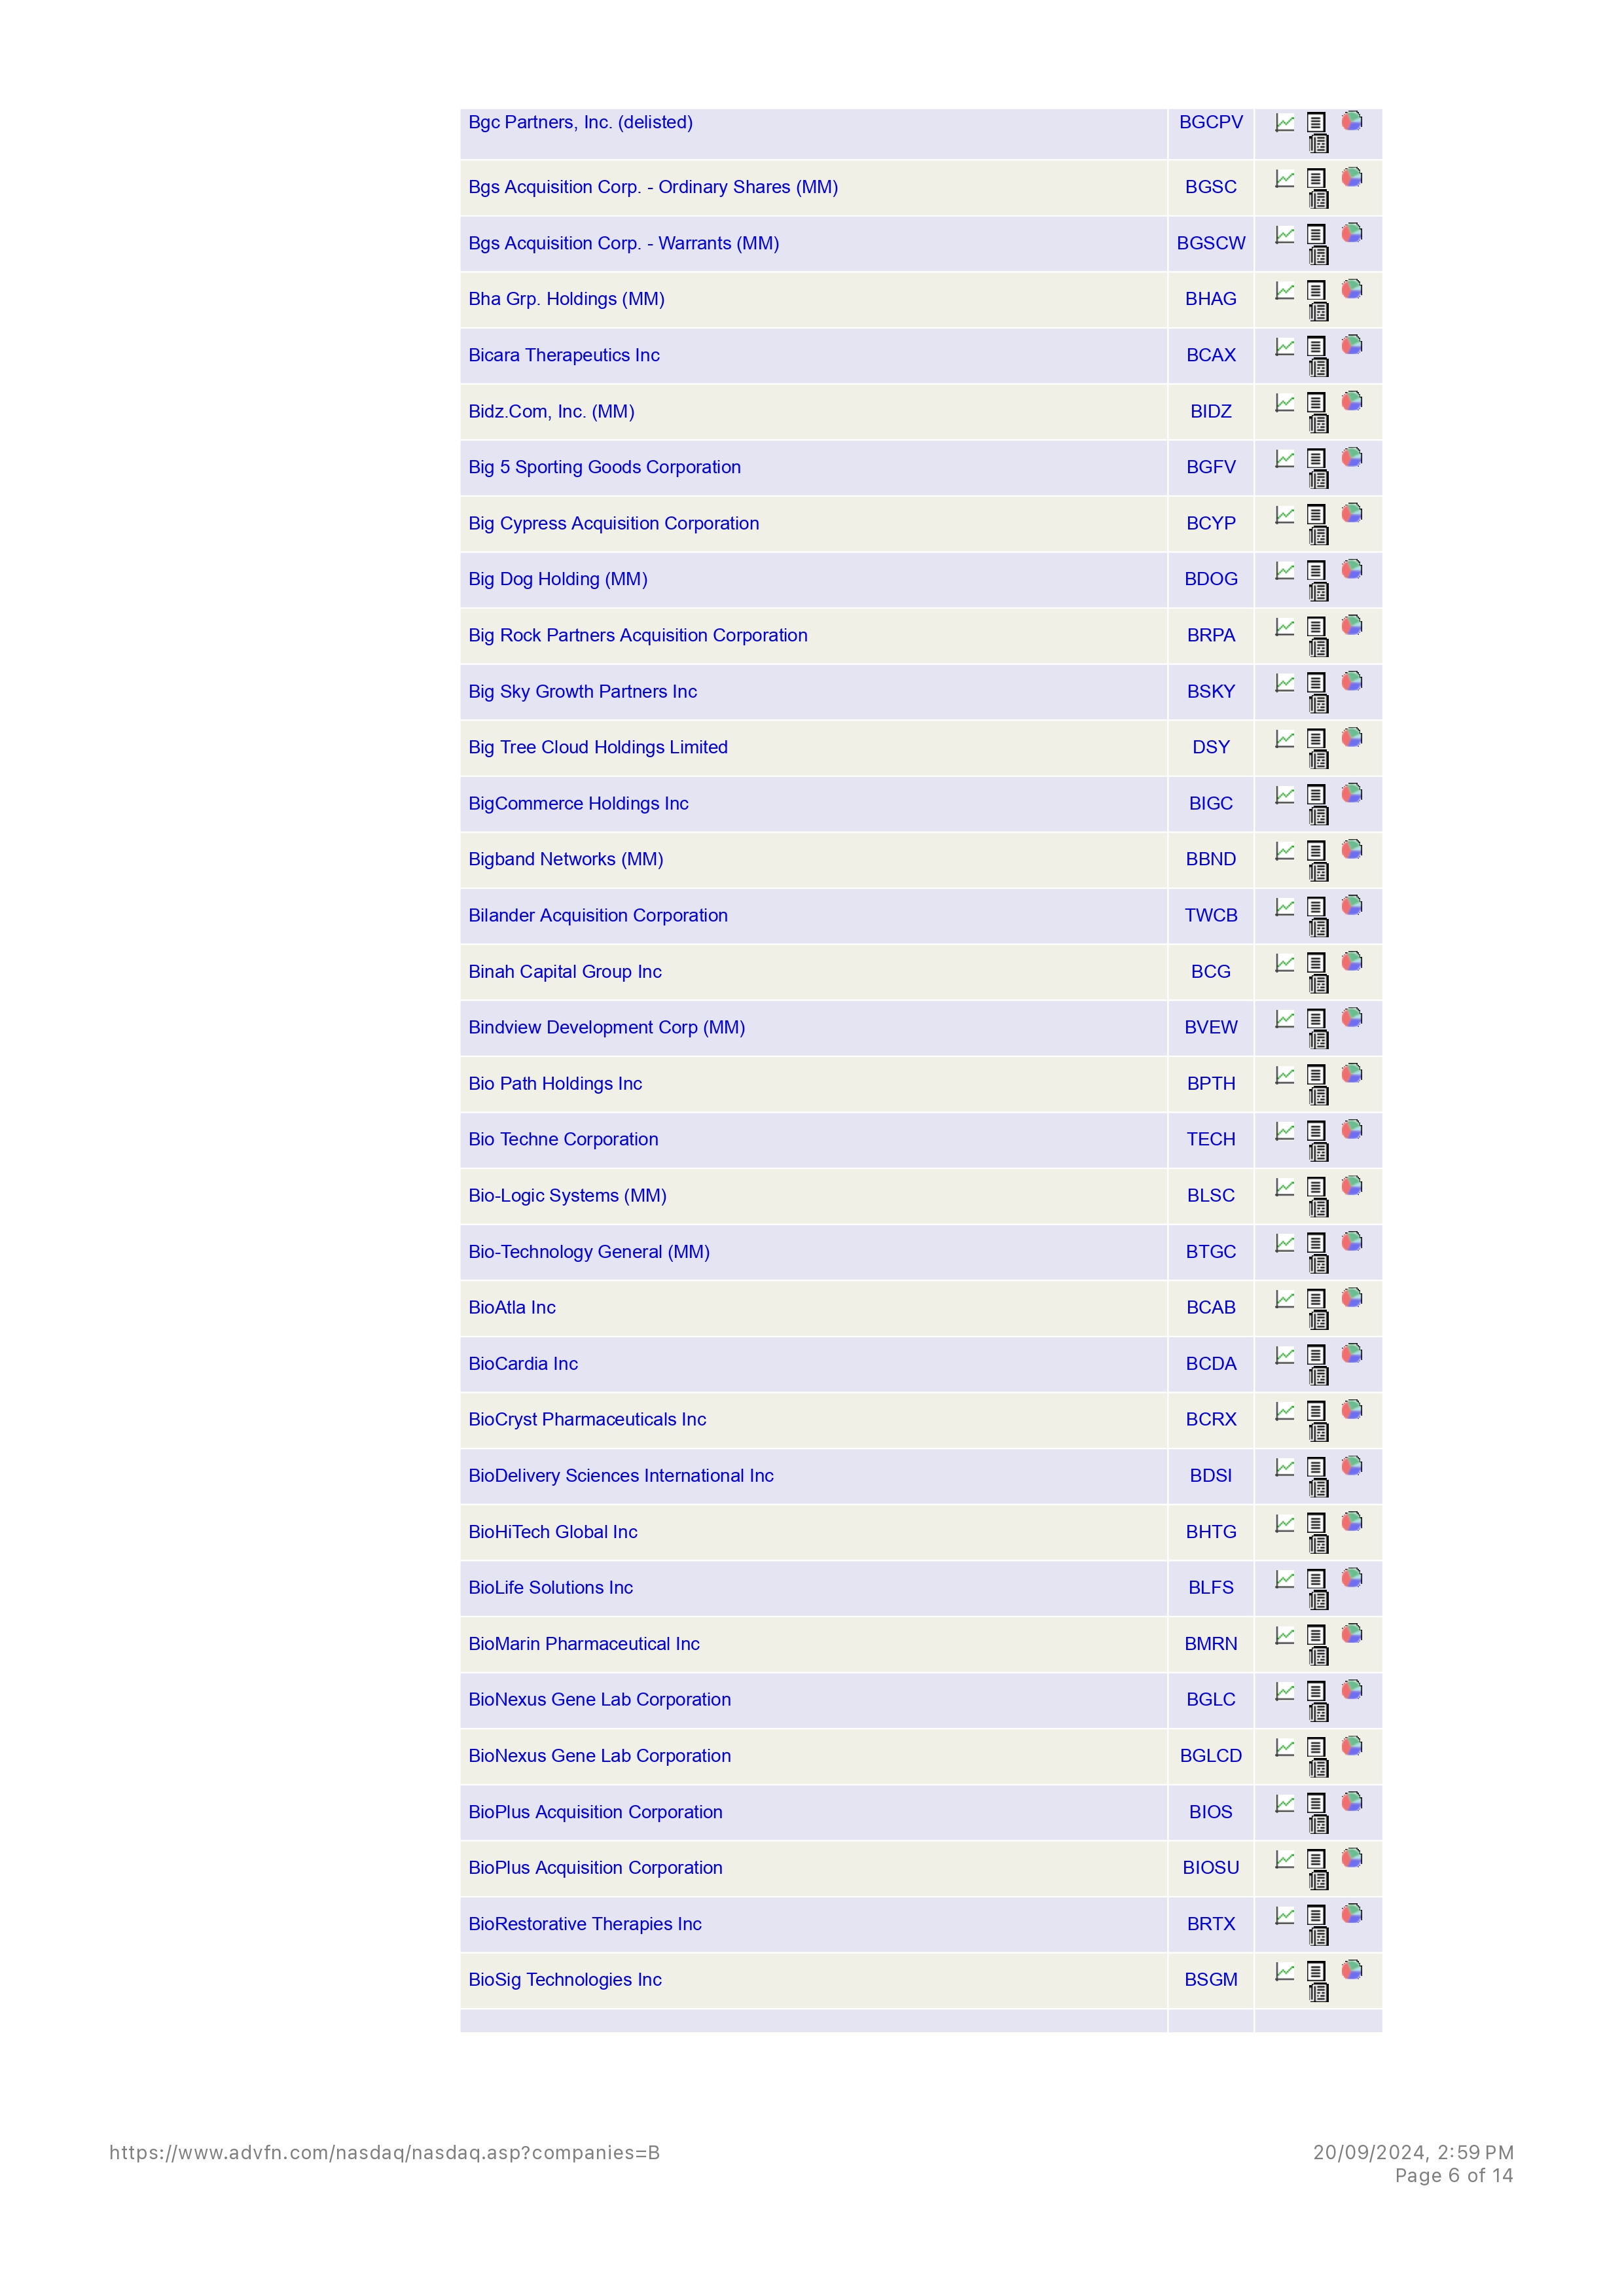 Bgc Partners, Inc. (delisted) BGCPV
Bgs Acquisition Corp. - Ordinary Shares (MM) BGSC
Bgs Acquisition Corp. - Warrants (MM) BGSCW
Bha Grp. Holdings (MM) BHAG
Bicara Therapeutics Inc BCAX
Bidz.Com, Inc. (MM) BIDZ
Big 5 Sporting Goods Corporation BGFV
Big Cypress Acquisition Corporation BCYP
Big Dog Holding (MM) BDOG
Big Rock Partners Acquisition Corporation BRPA
Big Sky Growth Partners Inc BSKY
Big Tree Cloud Holdings Limited DSY
BigCommerce Holdings Inc BIGC
Bigband Networks (MM) BBND
Bilander Acquisition Corporation TWCB
Binah Capital Group Inc BCG
Bindview Development Corp (MM) BVEW
Bio Path Holdings Inc BPTH
Bio Techne Corporation TECH
Bio-Logic Systems (MM) BLSC
Bio-Technology General (MM) BTGC
BioAtla Inc BCAB
BioCardia Inc BCDA
BioCryst Pharmaceuticals Inc BCRX
BioDelivery Sciences International Inc BDSI
BioHiTech Global Inc BHTG
BioLife Solutions Inc BLFS
BioMarin Pharmaceutical Inc BMRN
BioNexus Gene Lab Corporation BGLC
BioNexus Gene Lab Corporation BGLCD
BioPlus Acquisition Corporation BIOS
BioPlus Acquisition Corporation BIOSU
BioRestorative Therapies Inc BRTX
BioSig Technologies Inc BSGM
https://www.advfn.com/nasdaq/nasdaq.asp?companies=B 20/09/2024, 2:59 PM
Page 6 of 14